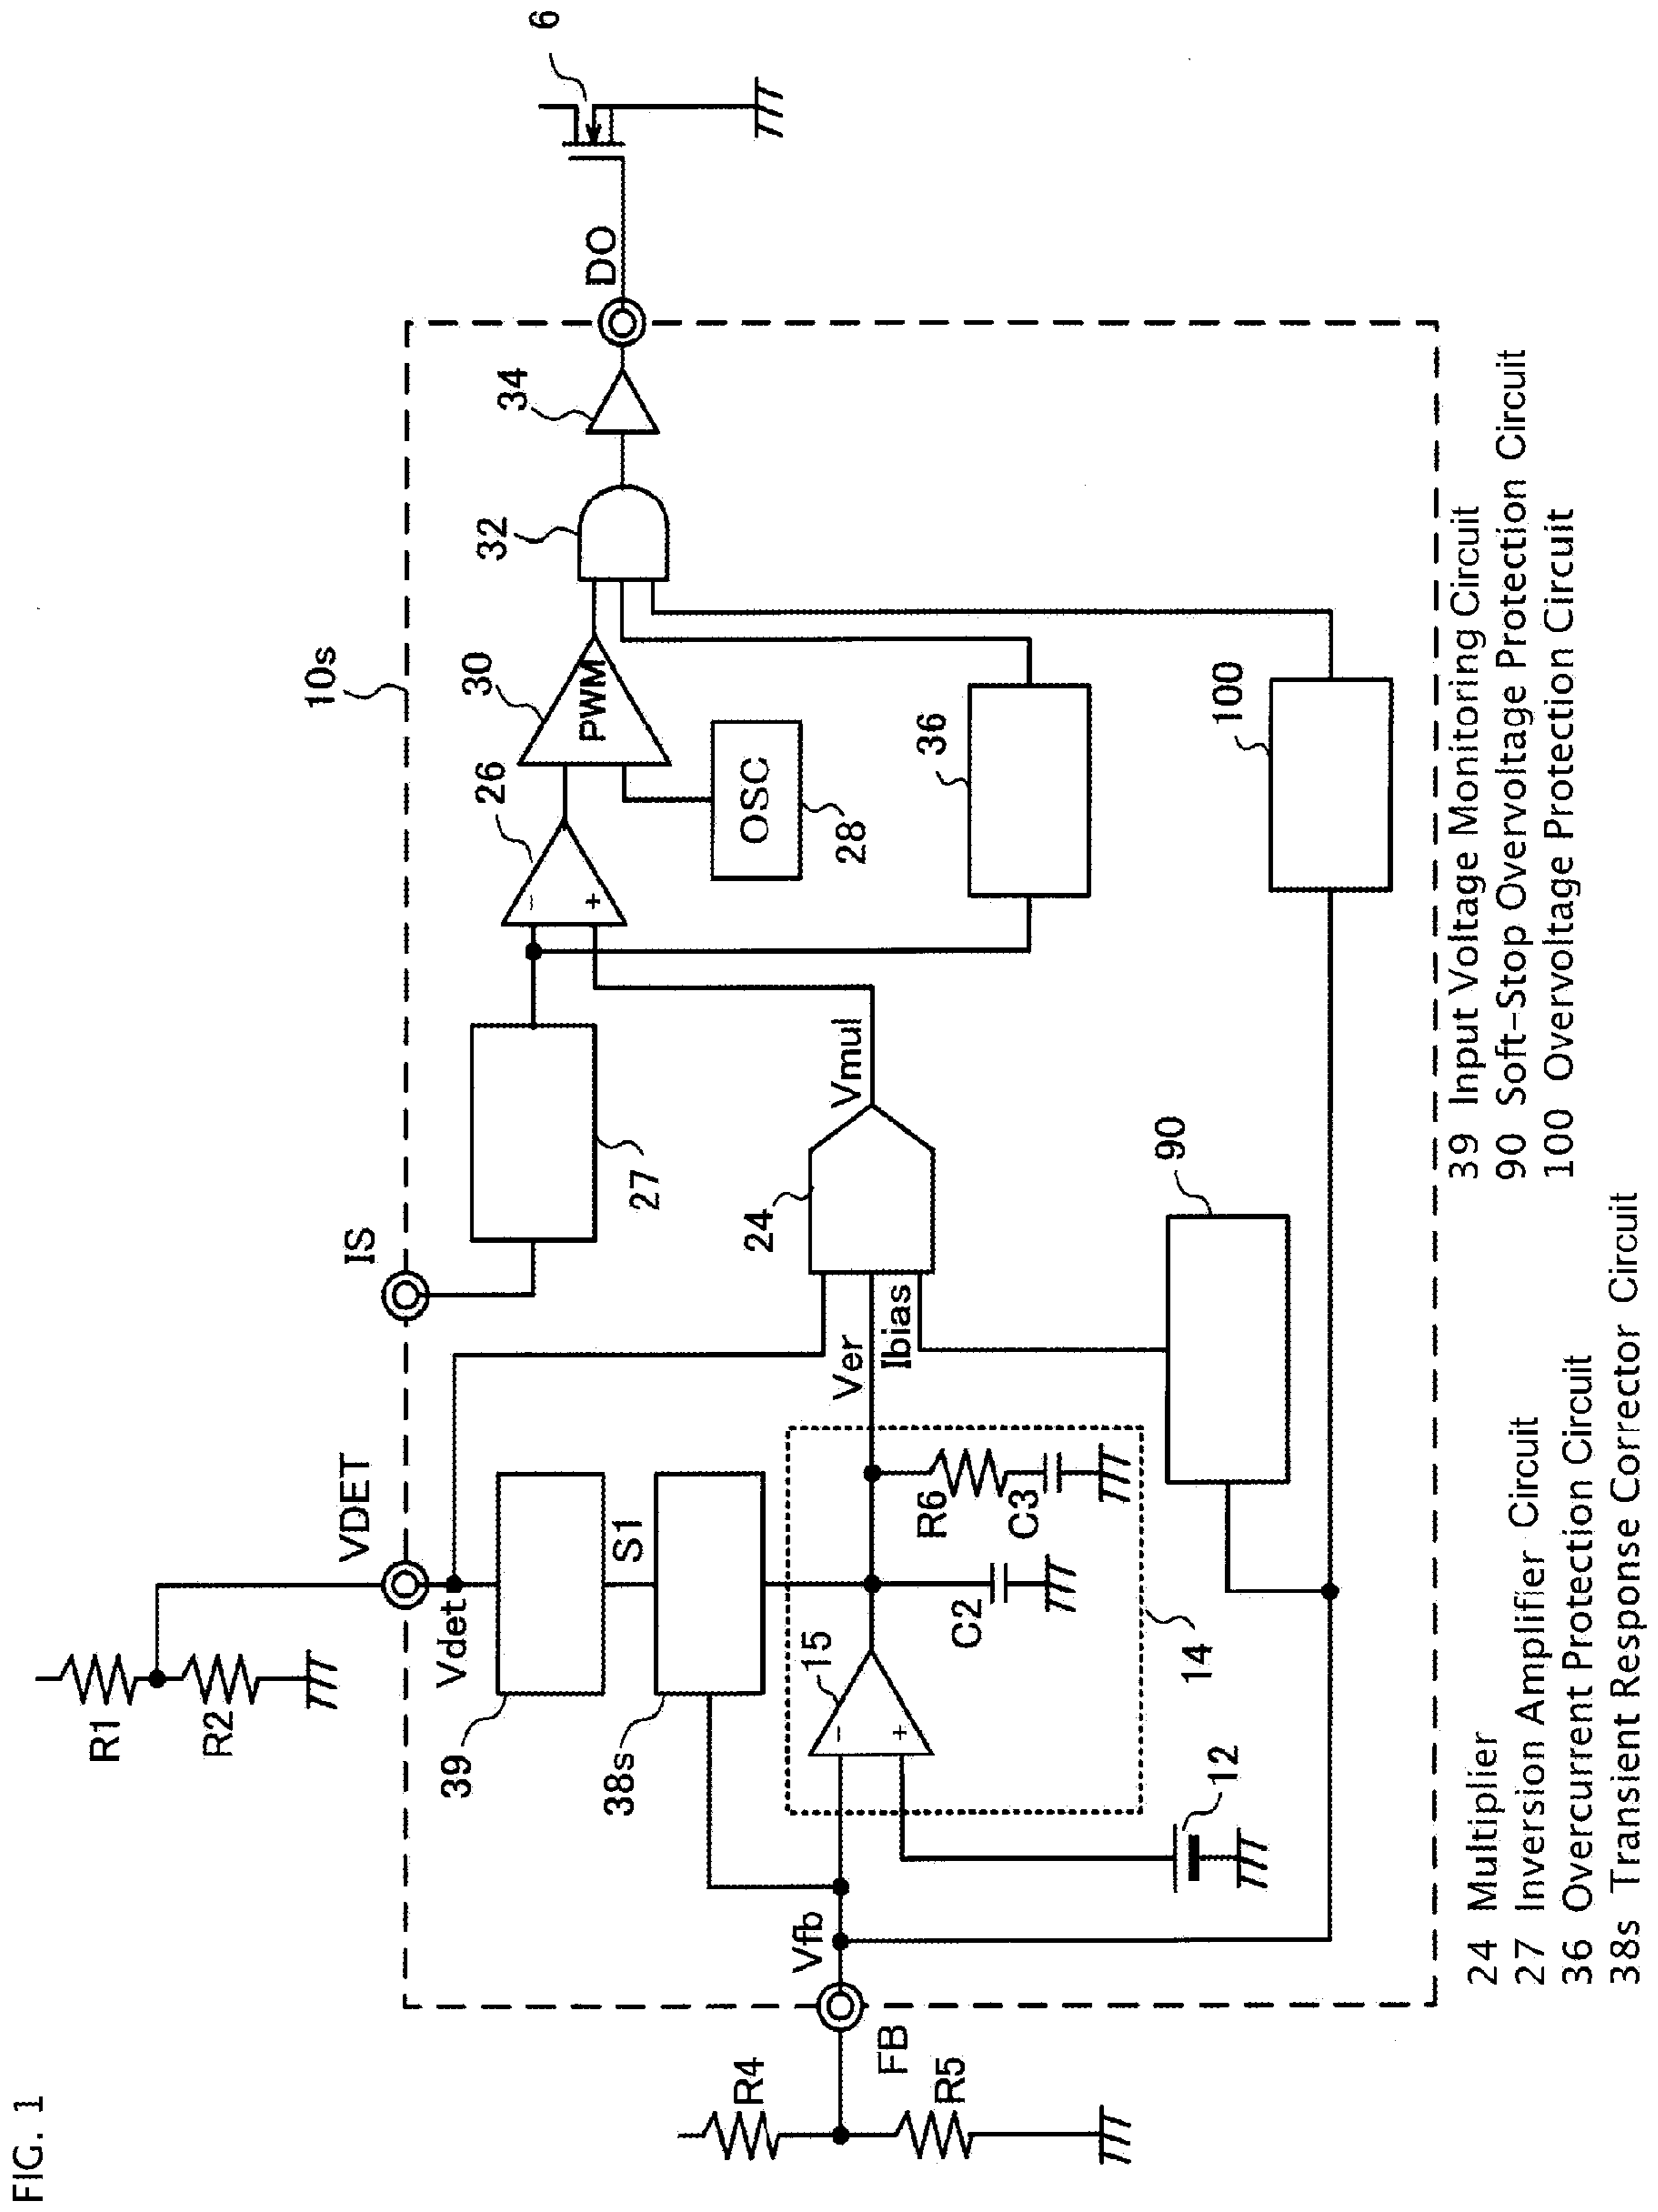 FIG. 1
R1
R2
VDET
IS
10s
Vdet
39
S1
38s
27
26
30
PWM
32
34
DO
6
OSC
28
36
100
Vfb
FB
R4
R5
15
12
14
C2
R6
C3
Ver
Ibias
24
Vmul
90
24 Multiplier
27 Inversion Amplifier Circuit
36 Overcurrent Protection Circuit
38s Transient Response Corrector Circuit
39 Input Voltage Monitoring Circuit
90 Soft-Stop Overvoltage Protection Circuit
100 Overvoltage Protection Circuit